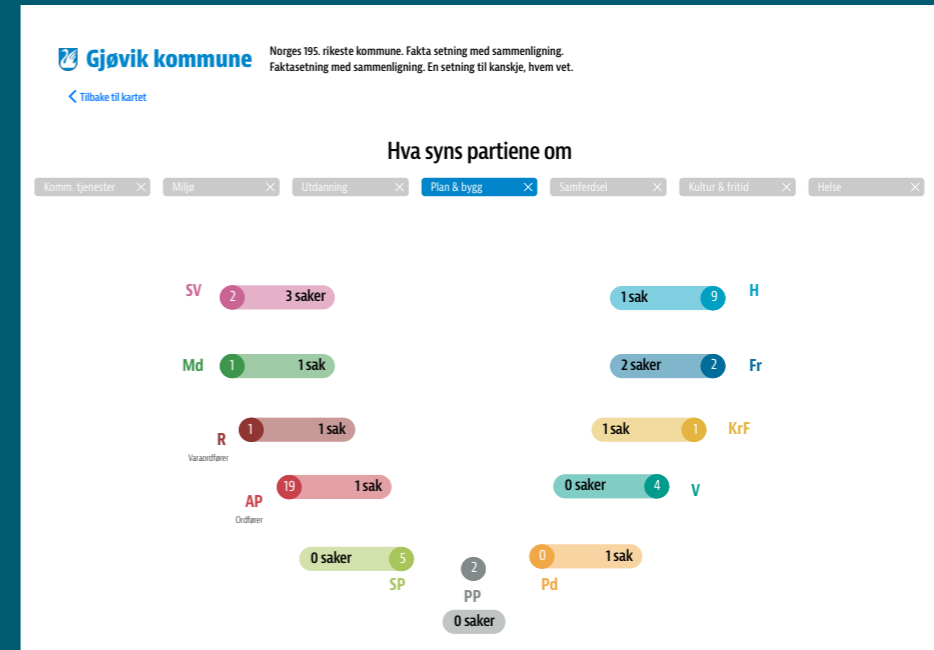 Gjøvik kommune
Norges 195. rikeste kommune. Fakta setning med sammenligning.
Faktasetning med sammenligning. En setning til kanskje, hvem vet.
Tilbake til kartet
Hva syns partiene om
Komm. tjenester
Miljø
Utdanning
Plan & bygg
Samferdsel
Kultur & fritid
Helse
SV 2 3 saker
1 sak 9 H
Md 1 1 sak
2 saker 2 Fr
R 1 1 sak
Varaordfører
1 sak 1 KrF
AP 19 1 sak
Ordfører
0 saker 4 V
0 saker 5
SP
2
PP
0 saker
0 1 sak
Pd